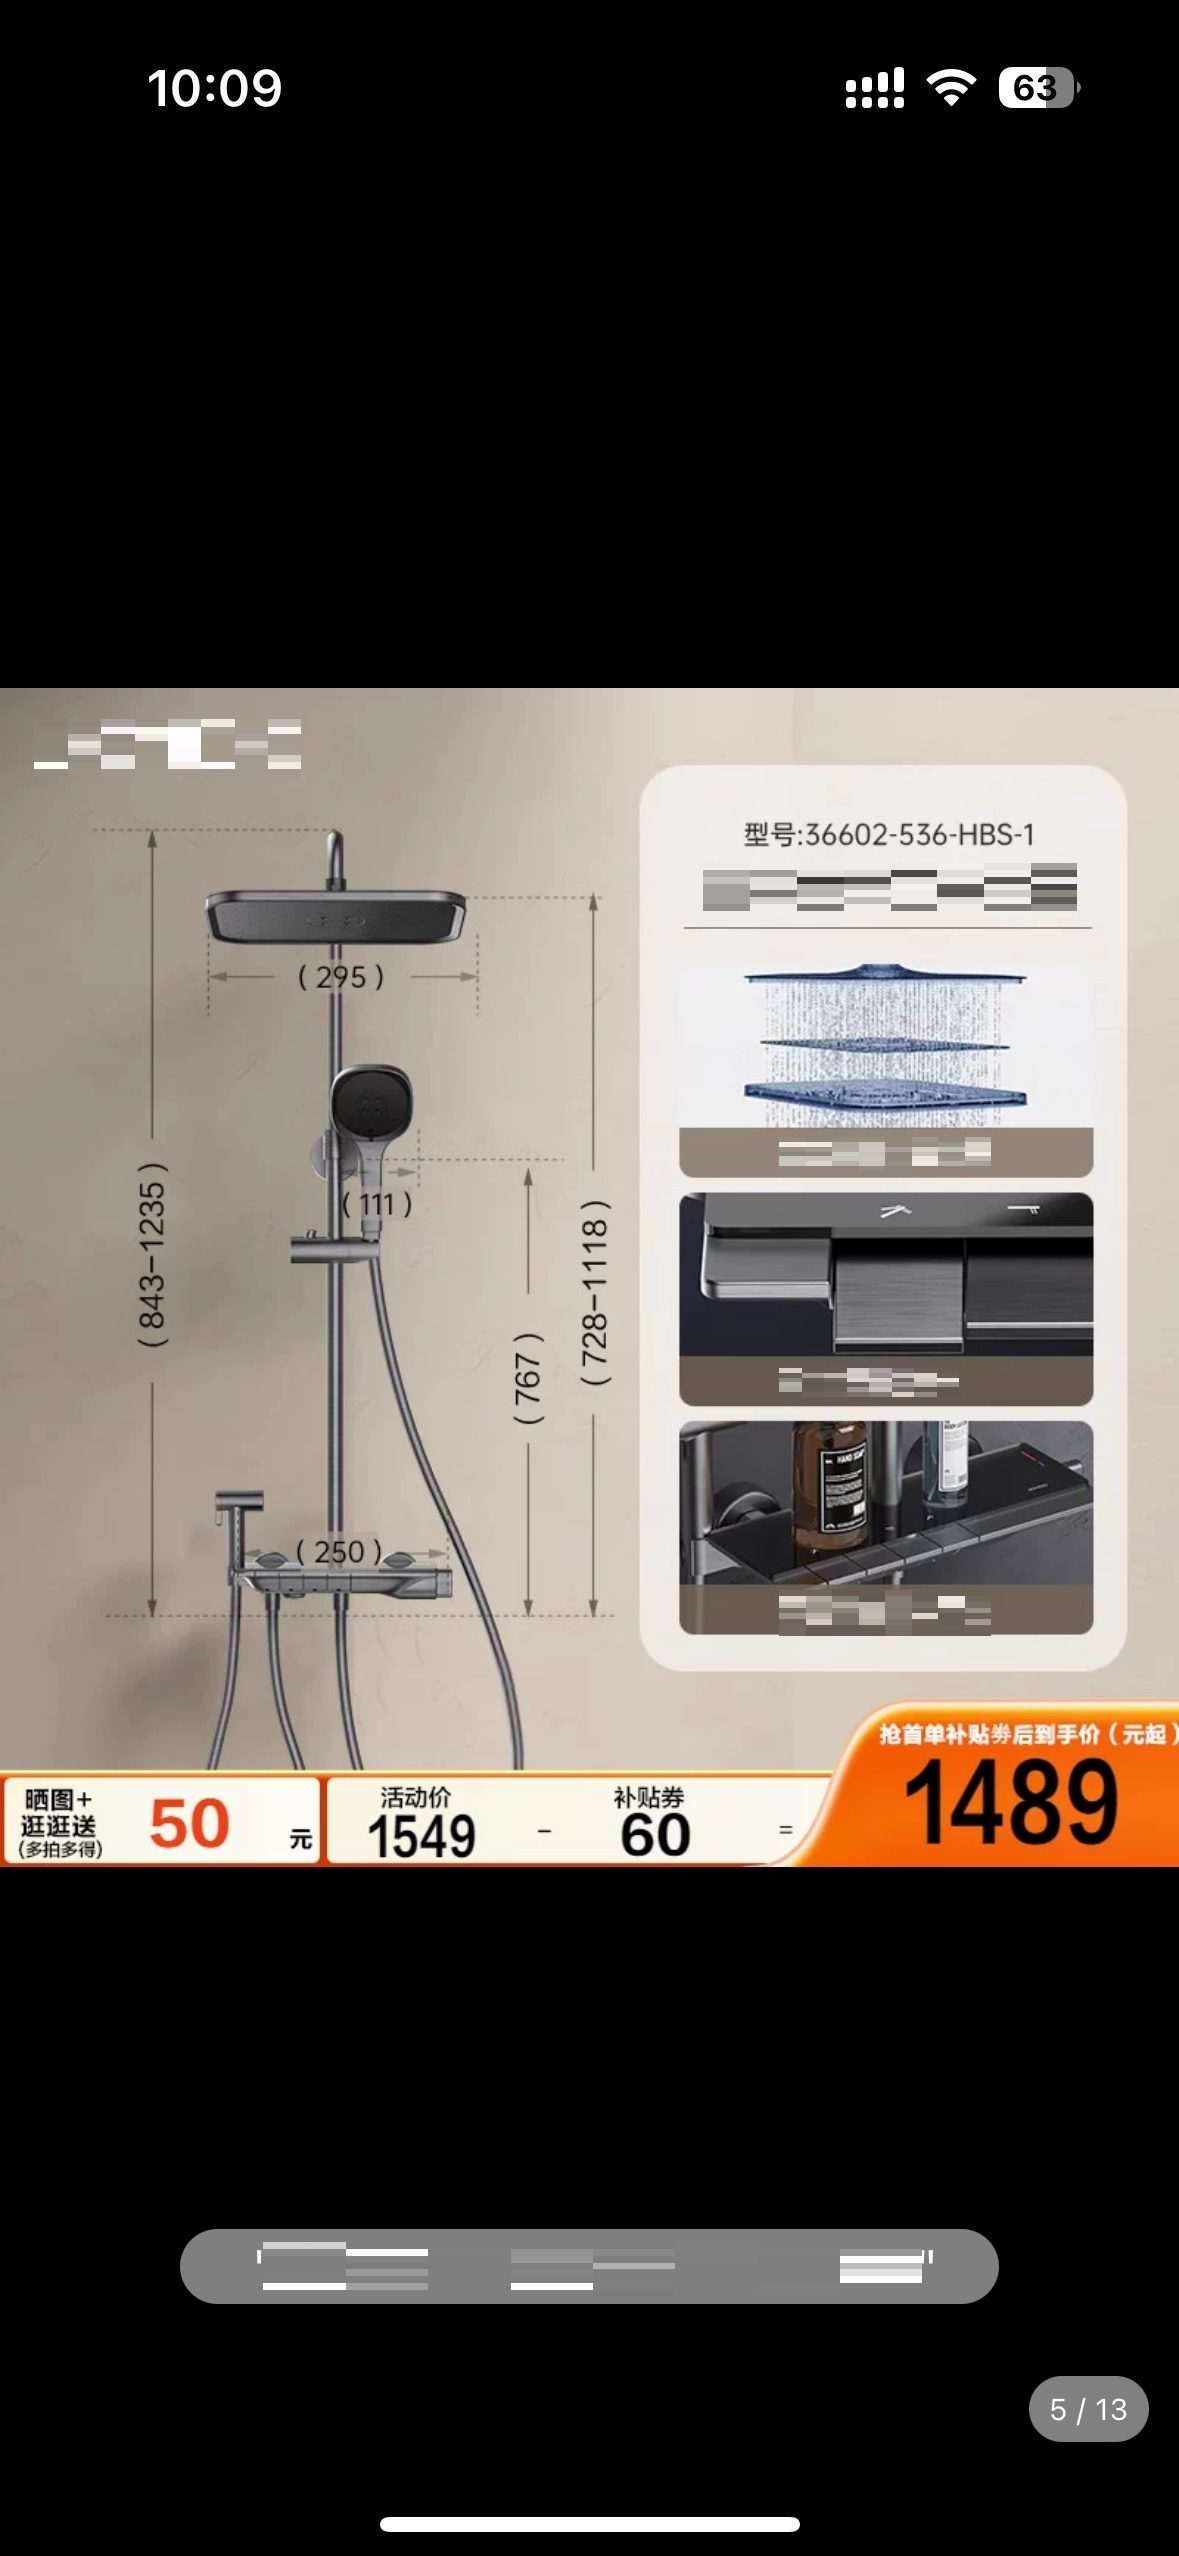 10:09
63
型号:36602-536-HBS-1
( 295 )
( 111 )
( 843-1235 )
( 728-1118 )
( 767 )
( 250 )
HAND SOAP
抢首单补贴券后到手价（元起）
1489
晒图+
逛逛送
(多拍多得)
50
元
活动价
1549
-
补贴券
60
=
5 / 13